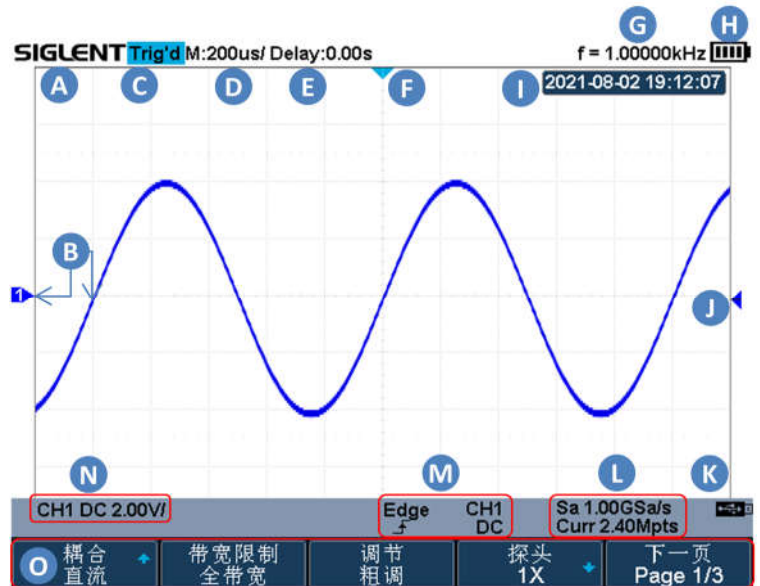 G H
SIGLENT Trig'd M:200us/ Delay:0.00s f = 1.00000kHz
A C D E F I 2021-08-02 19:12:07
B
1 J
N M L K
CH1 DC 2.00V/ Edge CH1 Sa 1.00GSa/s
DC Curr 2.40Mpts
O 耦合 带宽限制 调节 探头 下一页
直流 全带宽 粗调 1X Page 1/3